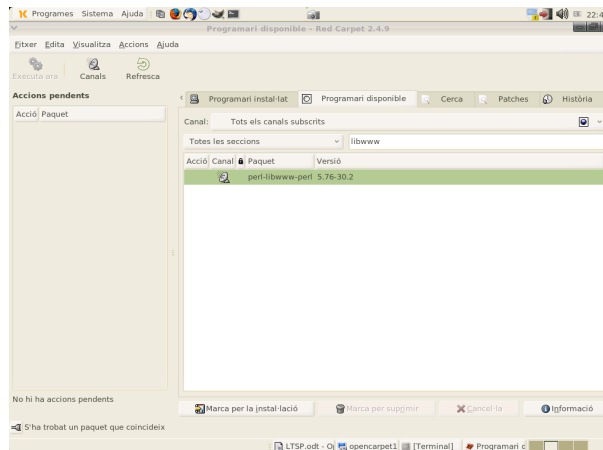 Programes Sistema Ajuda 22:4
Programari disponible - Red Carpet 2.4.9
Fitxer Edita Visualitza Accions Ajuda
Executa ara Canals Refresca
Accions pendents
Acció Paquet
No hi ha accions pendents
S'ha trobat un paquet que coincideix
Programari instal·lat Programari disponible Cerca Patches Història
Canal: Tots els canals subscrits
Totes les seccions libwww
Acció Canal Paquet Versió
perl-libwww-perl 5.76-30.2
Marca per la instal·lació Marca per suprimir Cancel·la Informació
LTSP.odt - Oj opencarpet1 [Terminal] Programari d